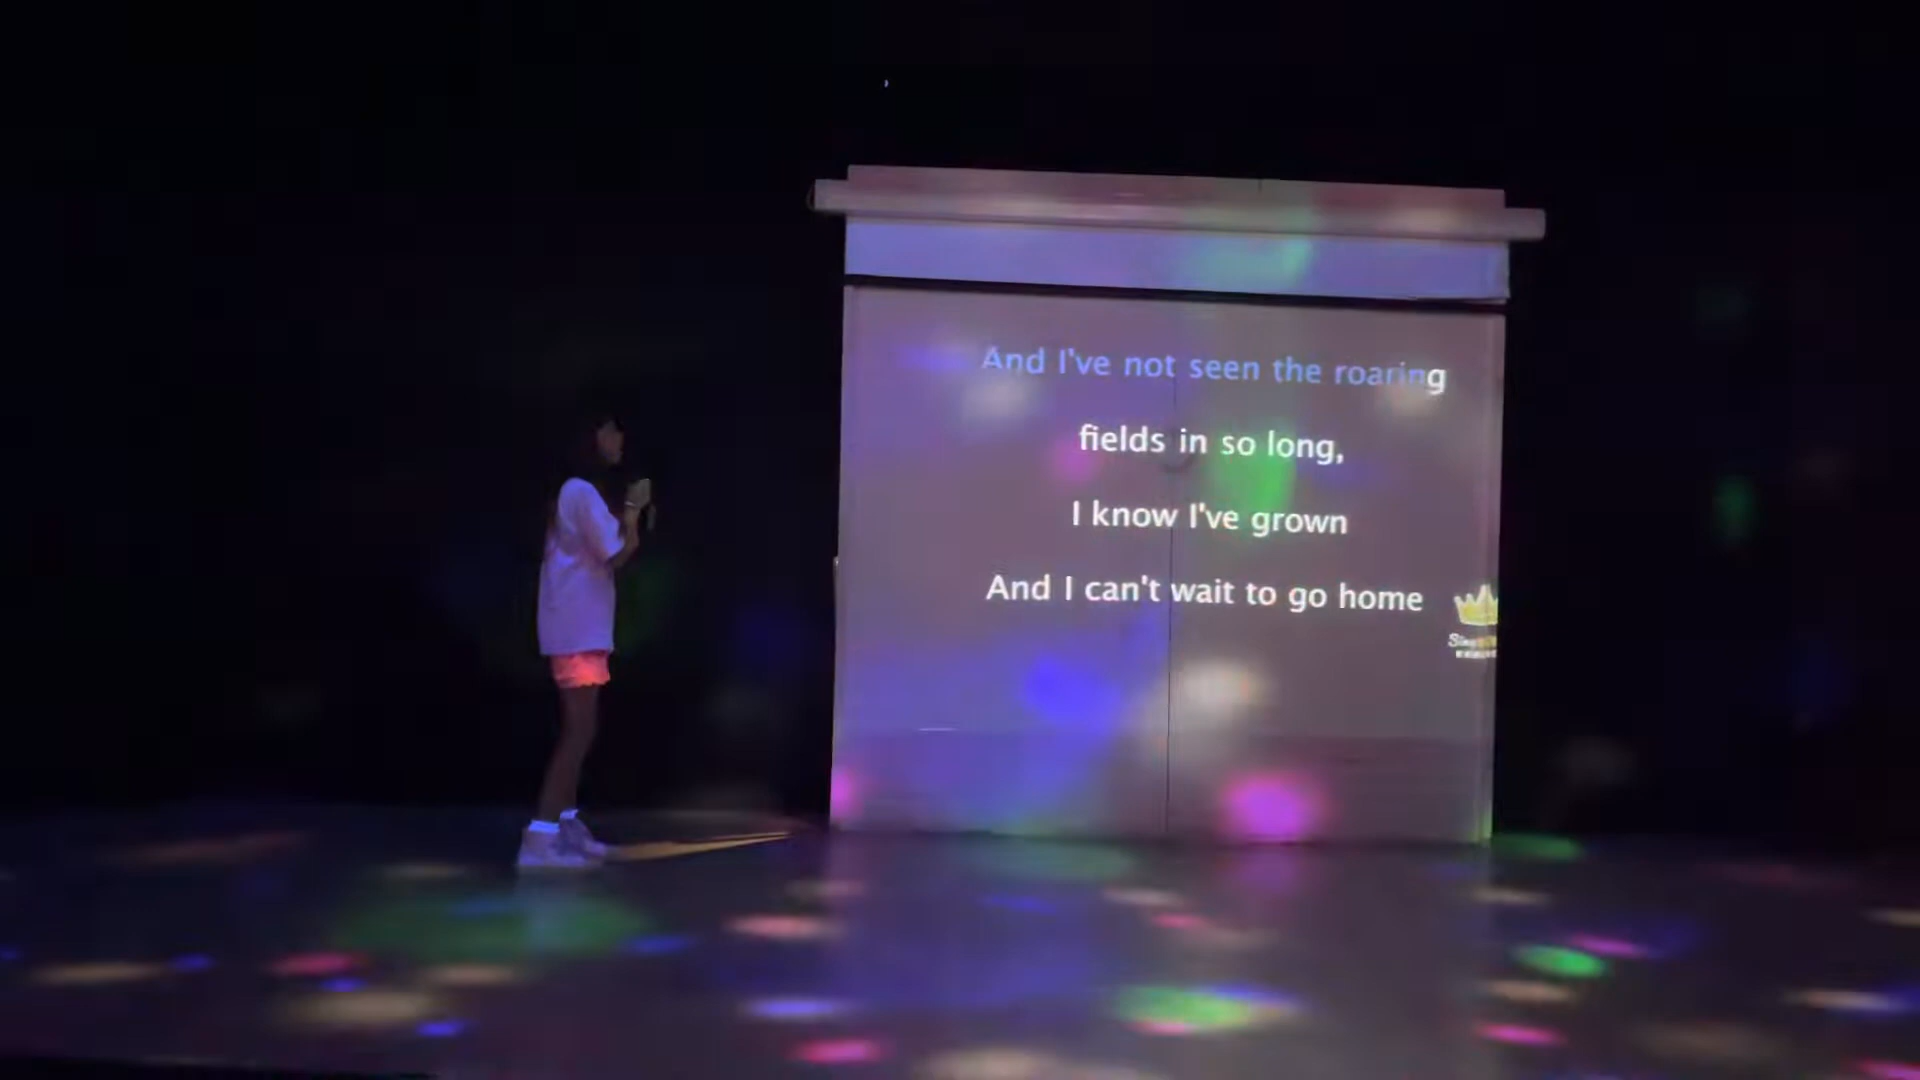 And I've not seen the roaring
fields in so long,
I know I've grown
And I can't wait to go home